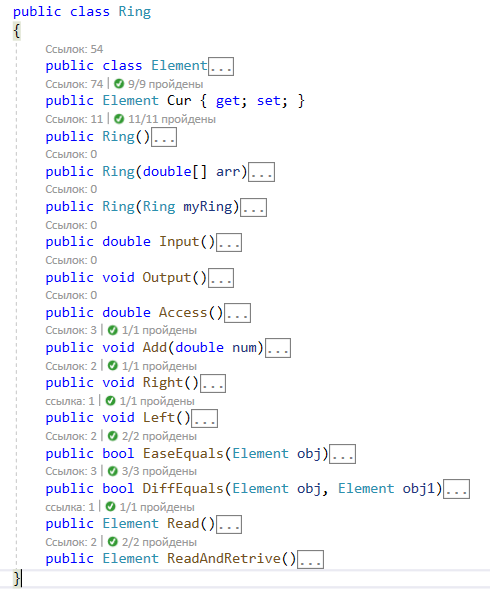 public class Ring
{
Ссылок: 54
public class Element...
Ссылок: 74 | 9/9 пройдены
public Element Cur { get; set; }
Ссылок: 11 | 11/11 пройдены
public Ring()...
Ссылок: 0
public Ring(double[] arr)...
Ссылок: 0
public Ring(Ring myRing)...
Ссылок: 0
public double Input()...
Ссылок: 0
public void Output()...
Ссылок: 0
public double Access()...
Ссылок: 3 | 1/1 пройдены
public void Add(double num)...
Ссылок: 2 | 1/1 пройдены
public void Right()...
ссылка: 1 | 1/1 пройдены
public void Left()...
Ссылок: 2 | 2/2 пройдены
public bool EaseEquals(Element obj)...
Ссылок: 3 | 3/3 пройдены
public bool DiffEquals(Element obj, Element obj1)...
ссылка: 1 | 1/1 пройдены
public Element Read()...
Ссылок: 2 | 2/2 пройдены
public Element ReadAndRetrive()...
}